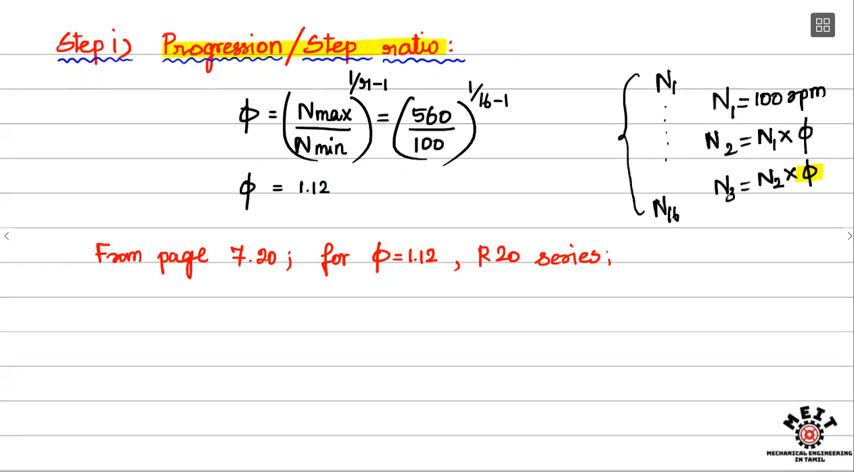 Step i) Progression/Step ratio:
ϕ = (Nmax/Nmin)^1/n-1 = (560/100)^1/16-1
ϕ = 1.12
N1
N16
N1 = 100 rpm
N2 = N1 × ϕ
N3 = N2 × ϕ
From page 7.20; for ϕ = 1.12, R20 series;
MEIT
MECHANICAL ENGINEERING
IN TAMIL